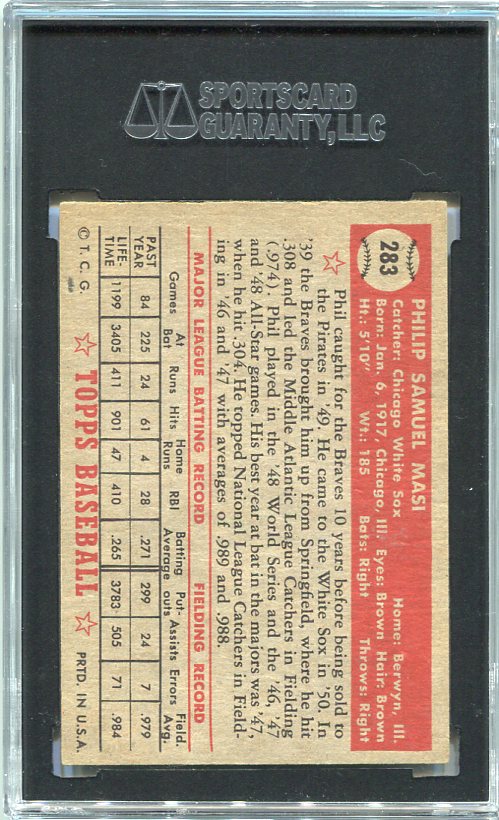 SPORTSCARD
GUARANTY, LLC
283
PHILIP SAMUEL MASI
Catcher: Chicago White Sox Home: Berwyn, Ill.
Born: Jan. 6, 1917, Chicago, Ill. Eyes: Brown Hair: Brown
Ht.: 5'10" Wt.: 185 Bats: Right Throws: Right
Phil caught for the Braves 10 years before being sold to
the Pirates in '49. He came to the White Sox in '50. In
'39 the Braves brought him up from Springfield, where he hit
.308 and led the Middle Atlantic League Catchers in Fielding
(.974). Phil played in the '48 World Series and the '46, '47
and '48 All-Star games. His best year at bat in the majors was '47,
when he hit .304. He topped National League Catchers in Field-
ing in '46 and '47 with averages of .989 and .988.
MAJOR LEAGUE BATTING RECORD FIELDING RECORD
Games At Bat Runs Hits Home Runs RBI Batting Average Put-outs Assists Errors Field. Avg.
PAST YEAR 84 225 24 61 4 28 .271 299 24 7 .979
LIFE-TIME 1199 3405 411 901 47 410 .265 3783 505 71 .984
© T. C. G. TOPPS BASEBALL PRTD. IN U.S.A.